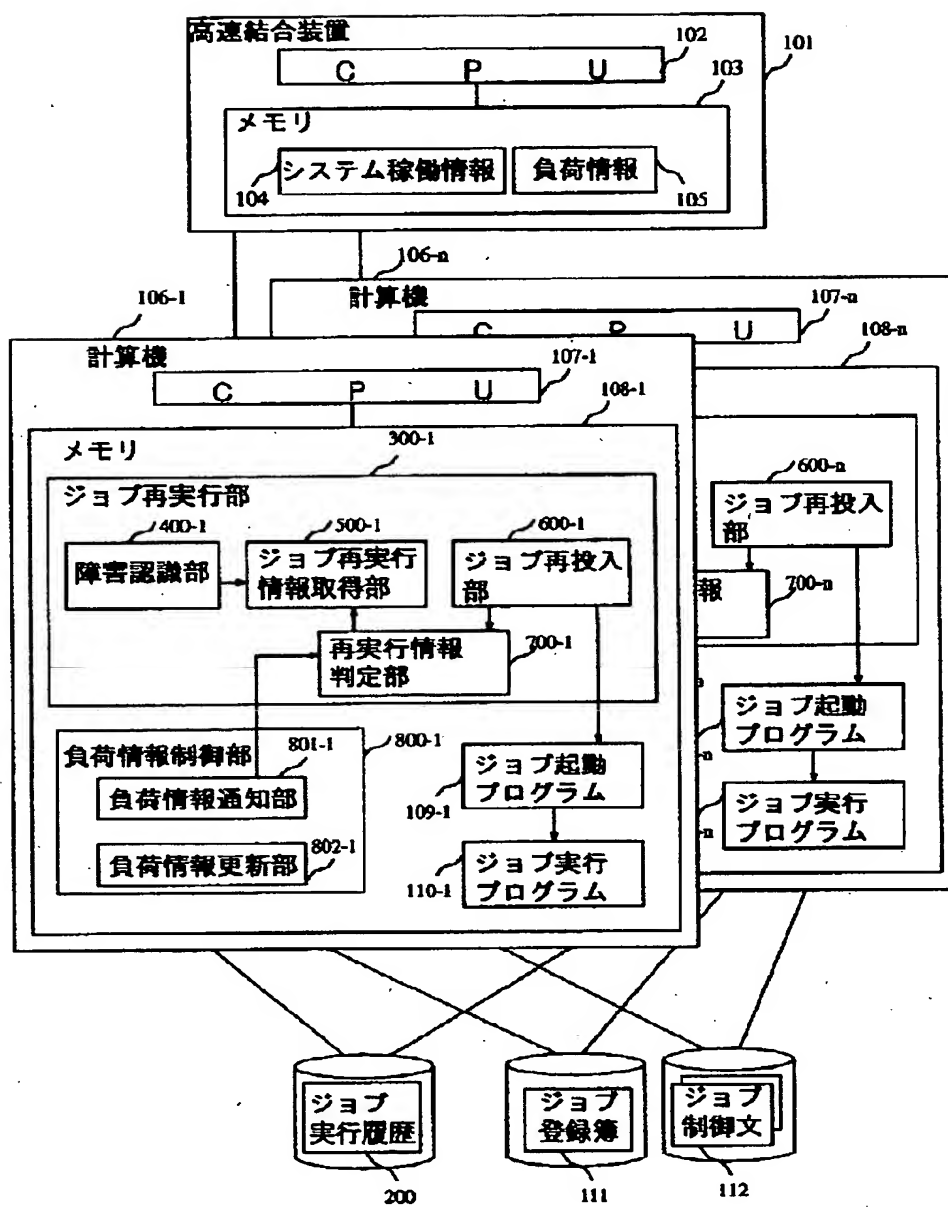 高速結合装置
102
101
C P U
103
メモリ
システム稼働情報
負荷情報
104
105
106-n
計算機
107-n
C P U
108-n
106-1
計算機
107-1
C P U
108-1
メモリ
300-1
ジョブ再実行部
400-1
500-1
600-1
障害認識部
ジョブ再実行
情報取得部
ジョブ再投入
部
再実行情報
判定部
700-1
600-n
ジョブ再投入
部
報
700-n
負荷情報制御部
801-1
800-1
負荷情報通知部
負荷情報更新部
802-1
ジョブ起動
プログラム
109-1
ジョブ実行
プログラム
110-1
ジョブ起動
プログラム
n
ジョブ実行
プログラム
n
ジョブ
実行履歴
200
ジョブ
登録簿
111
ジョブ
制御文
112